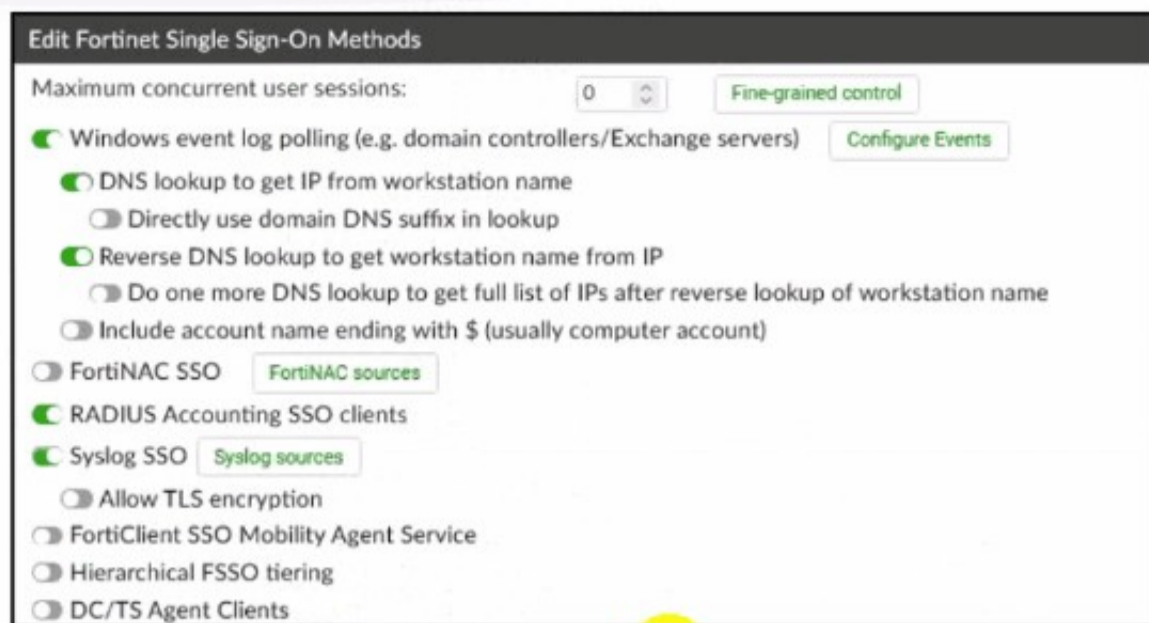 Edit Fortinet Single Sign-On Methods
Maximum concurrent user sessions: 0 Fine-grained control
Windows event log polling (e.g. domain controllers/Exchange servers) Configure Events
DNS lookup to get IP from workstation name
Directly use domain DNS suffix in lookup
Reverse DNS lookup to get workstation name from IP
Do one more DNS lookup to get full list of IPs after reverse lookup of workstation name
Include account name ending with $ (usually computer account)
FortiNAC SSO FortiNAC sources
RADIUS Accounting SSO clients
Syslog SSO Syslog sources
Allow TLS encryption
FortiClient SSO Mobility Agent Service
Hierarchical FSSO tiering
DC/TS Agent Clients